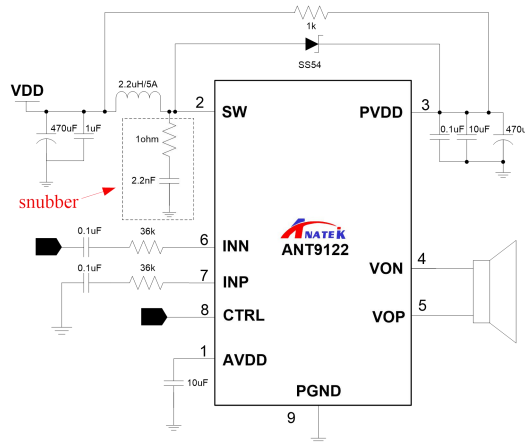 1k
SS54
2.2uH/5A
VDD
2
SW
PVDD
3
470uF
1uF
1ohm
0.1uF
10uF
470u
2.2nF
snubber
0.1uF
36k
6
INN
ANATEK
ANT9122
VON
4
0.1uF
36k
7
INP
VOP
5
8
CTRL
1
AVDD
10uF
PGND
9